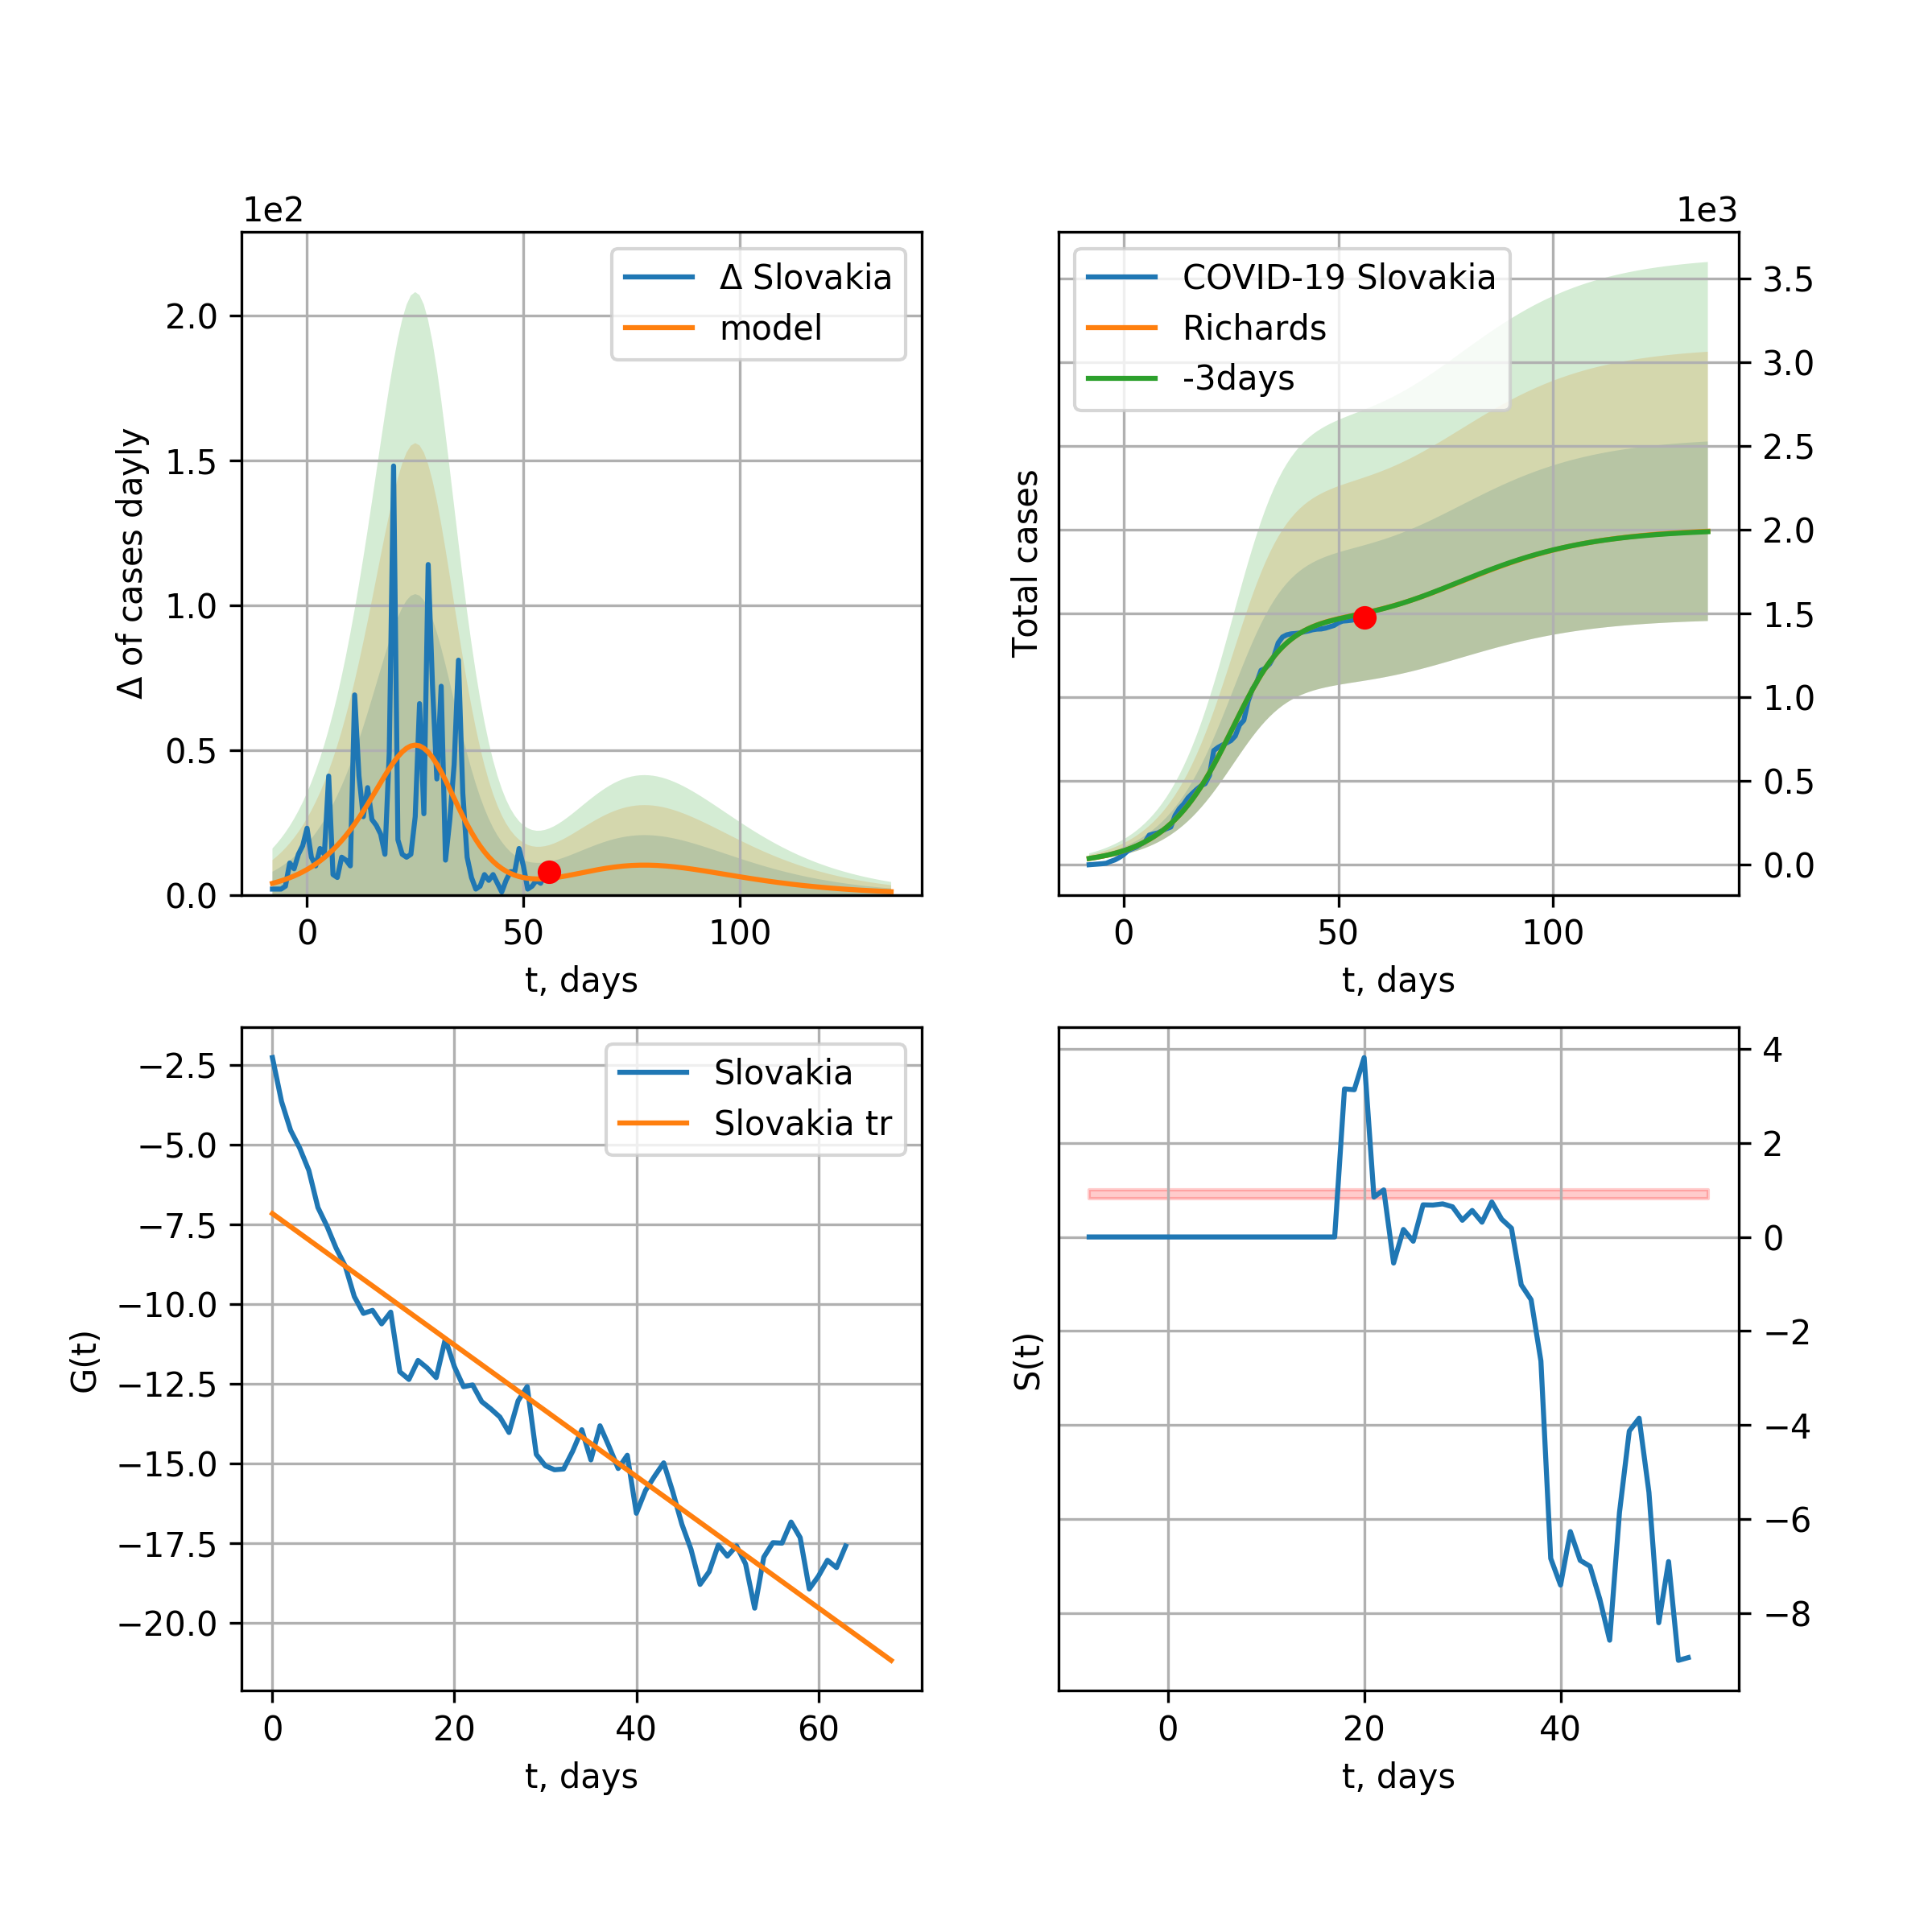 1e2
Δ Slovakia
model
2.0
1.5
1.0
0.5
0.0
Δ of cases dayly
0 50 100
t, days
1e3
COVID-19 Slovakia
Richards
-3days
3.5
3.0
2.5
2.0
1.5
1.0
0.5
0.0
Total cases
0 50 100
t, days
Slovakia
Slovakia tr
−2.5
−5.0
−7.5
−10.0
−12.5
−15.0
−17.5
−20.0
G(t)
0 20 40 60
t, days
4
2
0
−2
−4
−6
−8
S(t)
0 20 40
t, days